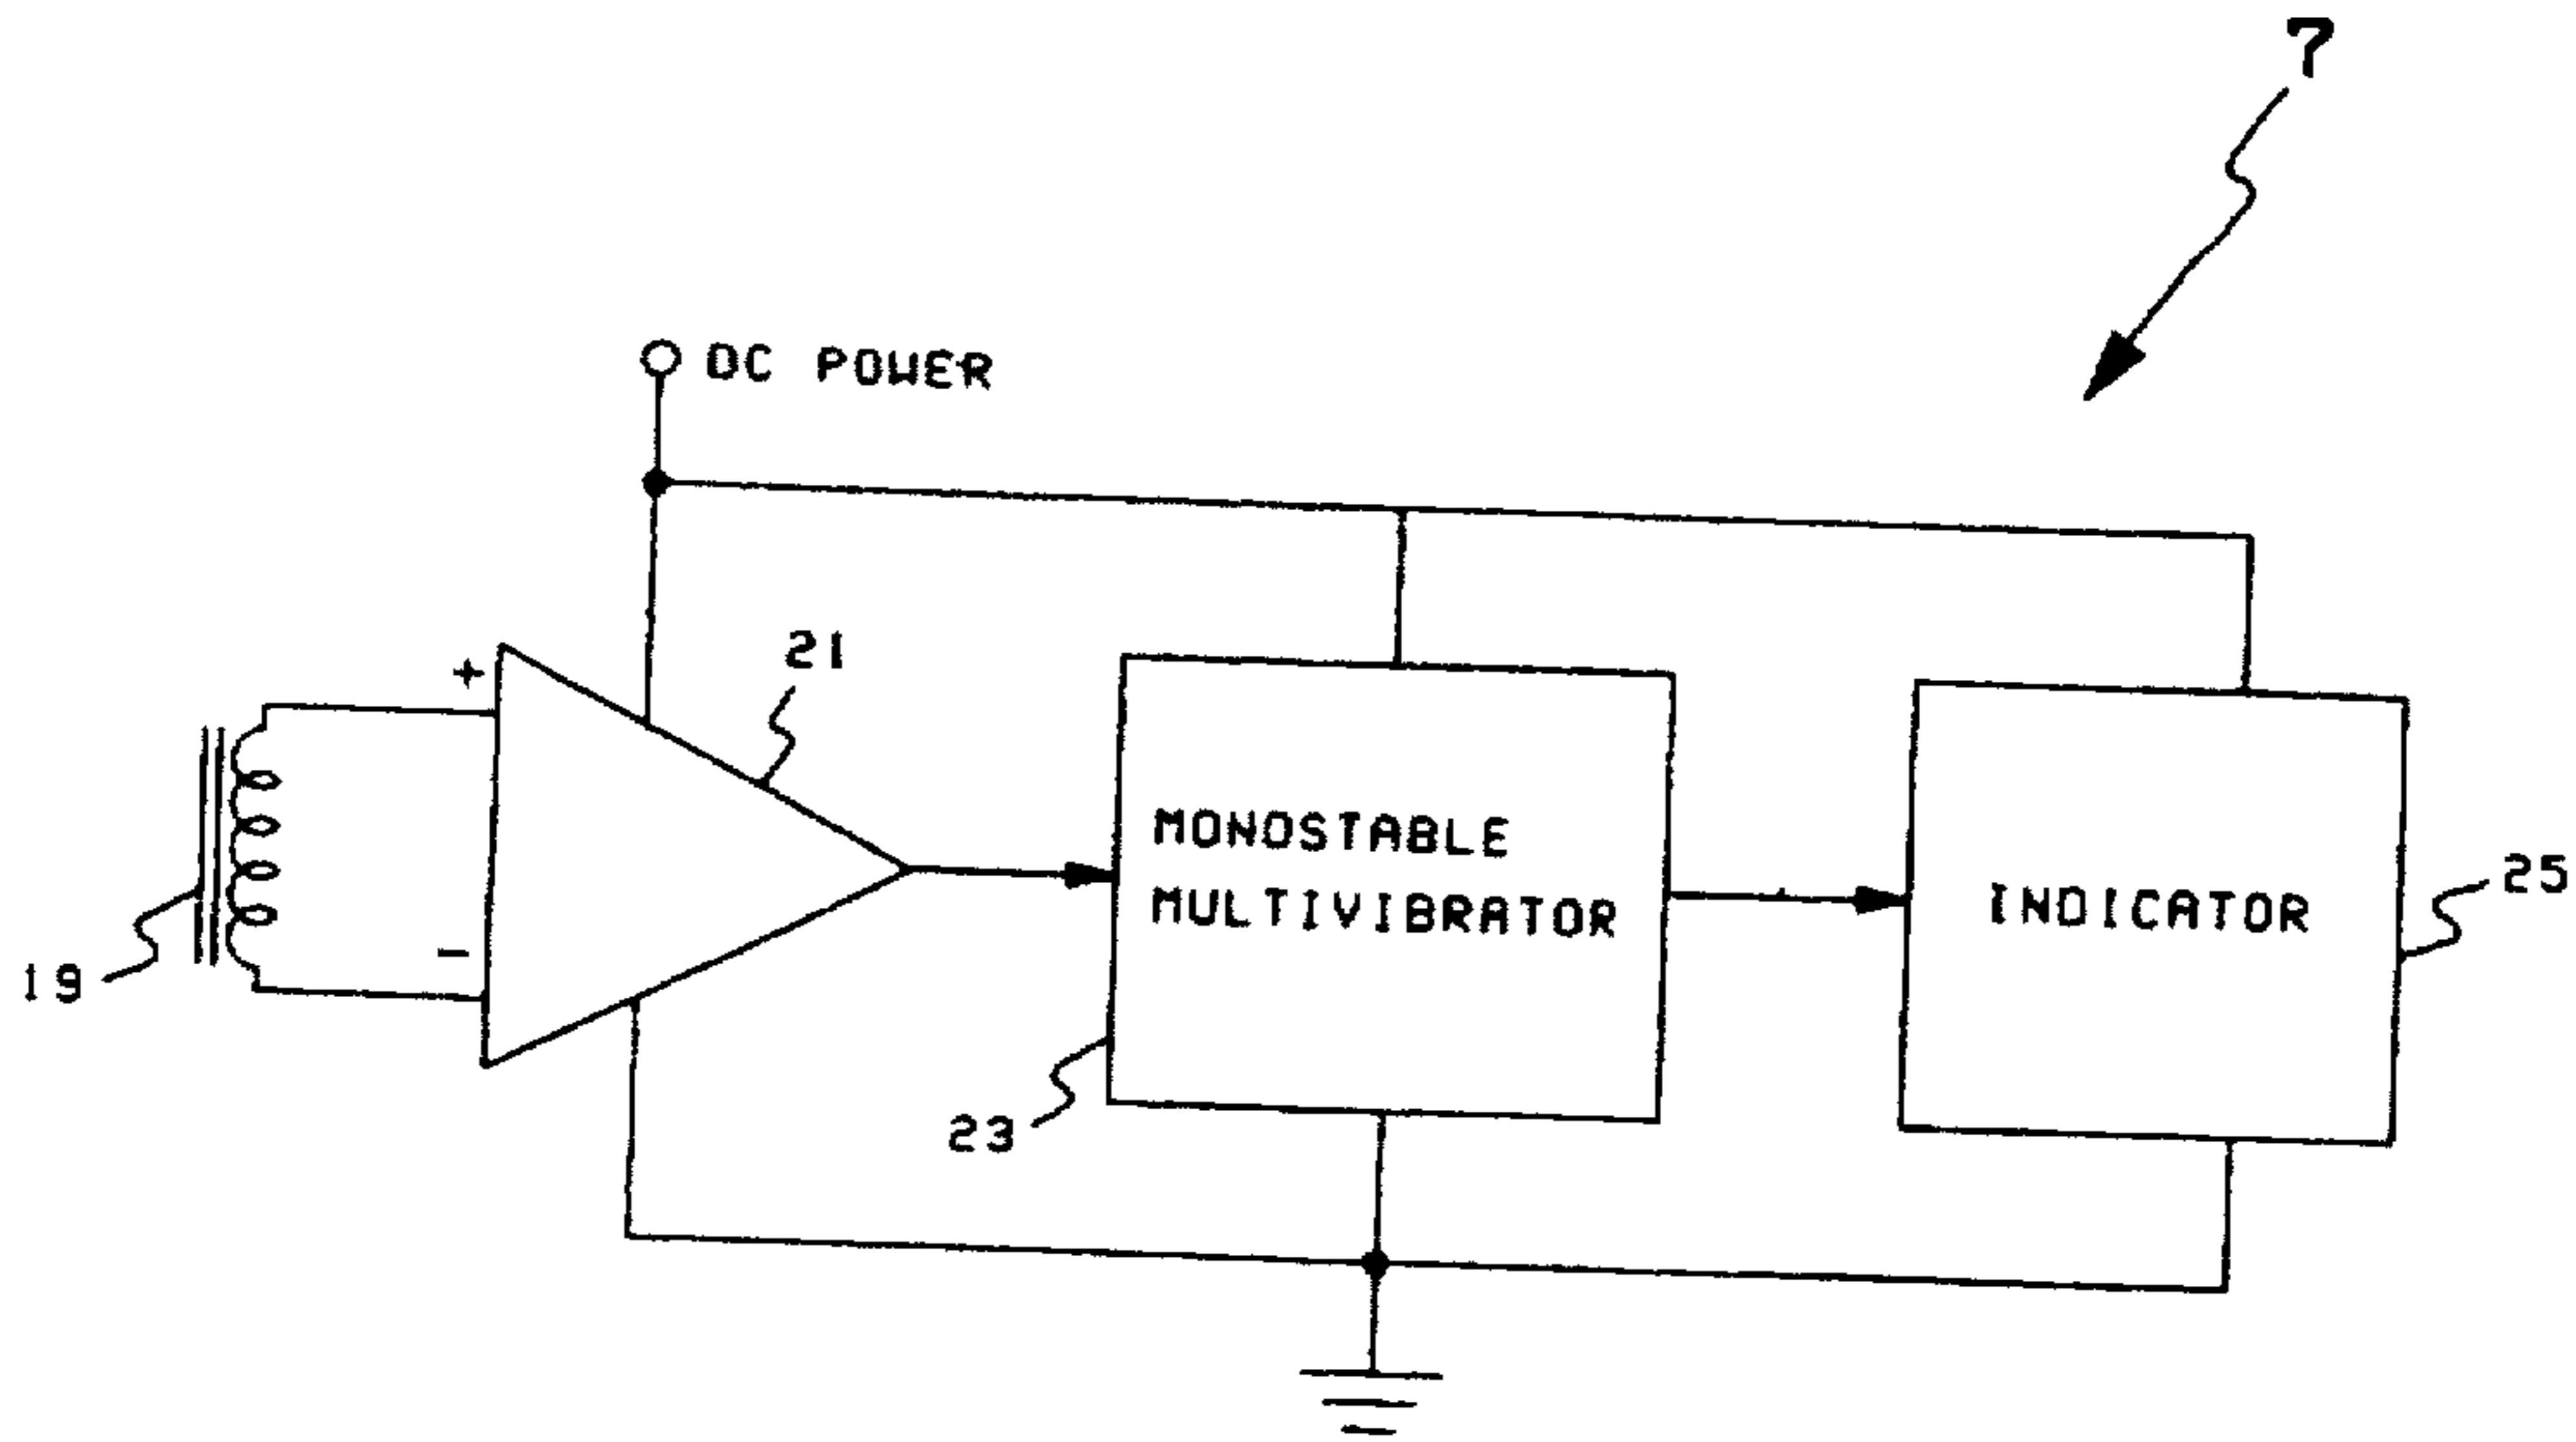 7
DC POWER
21
+
MONOSTABLE
MULTIVIBRATOR
INDICATOR
25
-
19
23